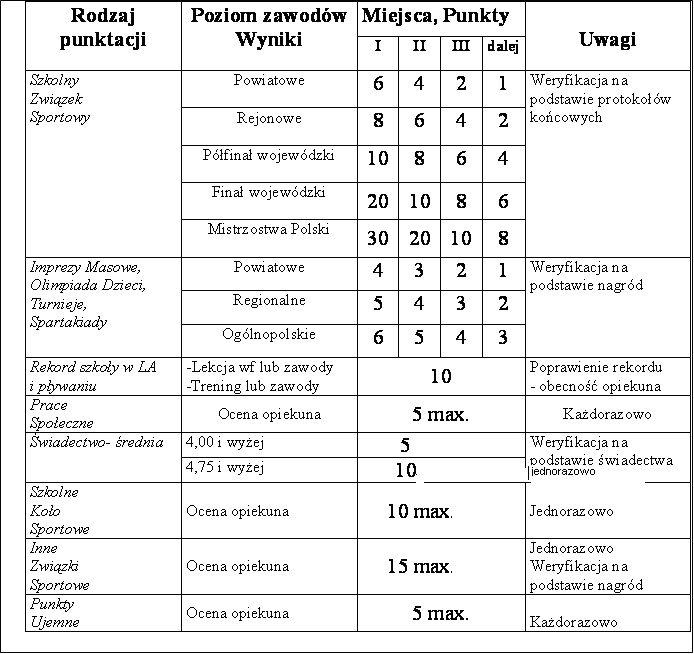 Rodzaj
punktacji
Poziom zawodów
Wyniki
Miejsca, Punkty
I II III dalej
Uwagi
Szkolny
Związek
Sportowy
Powiatowe 6 4 2 1
Rejonowe 8 6 4 2
Półfinał wojewódzki 10 8 6 4
Finał wojewódzki 20 10 8 6
Mistrzostwa Polski 30 20 10 8
Weryfikacja na
podstawie protokołów
końcowych
Imprezy Masowe,
Olimpiada Dzieci,
Turnieje,
Spartakiady
Powiatowe 4 3 2 1
Regionalne 5 4 3 2
Ogólnopolskie 6 5 4 3
Weryfikacja na
podstawie nagród
Rekord szkoły w LA
i pływaniu
-Lekcja wf lub zawody
-Trening lub zawody
10
Poprawienie rekordu
- obecność opiekuna
Prace
Społeczne
Ocena opiekuna
5 max.
Każdorazowo
Świadectwo- średnia
4,00 i wyżej 5
4,75 i wyżej 10
Weryfikacja na
podstawie świadectwa
jednorazowo
Szkolne
Koło
Sportowe
Ocena opiekuna
10 max.
Jednorazowo
Inne
Związki
Sportowe
Ocena opiekuna
15 max.
Jednorazowo
Weryfikacja na
podstawie nagród
Punkty
Ujemne
Ocena opiekuna
5 max.
Każdorazowo